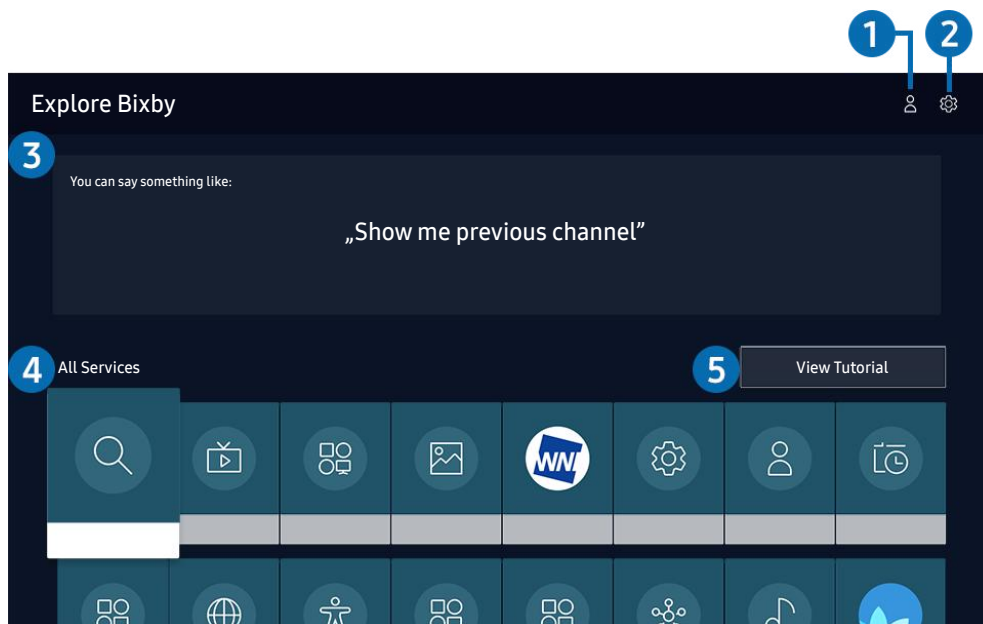 1 2
Explore Bixby
3
You can say something like:
„Show me previous channel”
4 All Services
5 View Tutorial
WNI